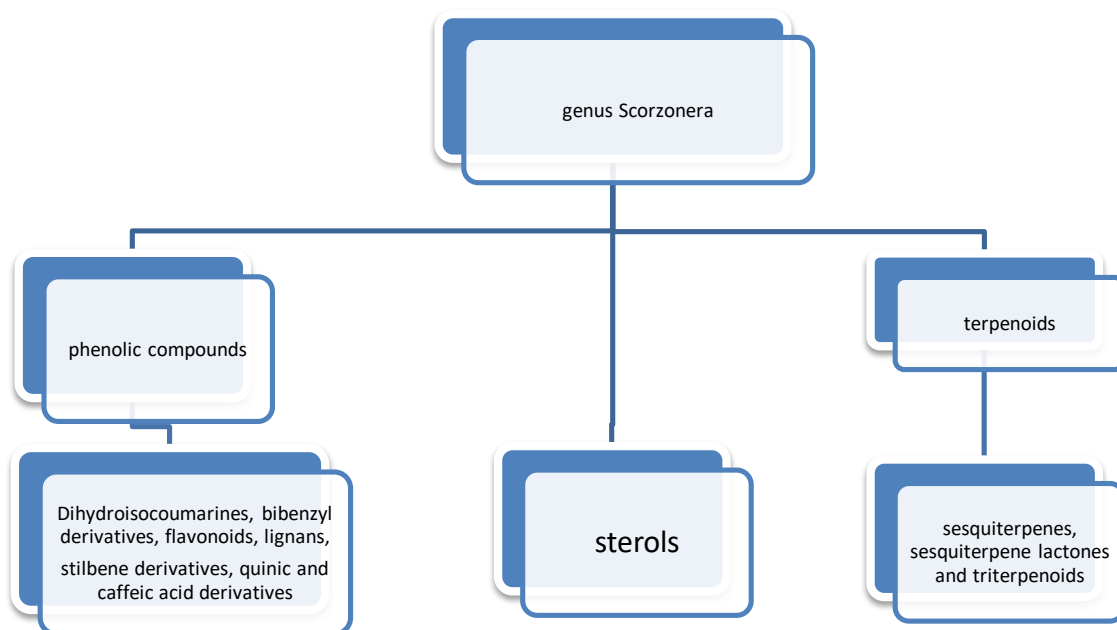 genus Scorzonera
phenolic compounds
terpenoids
Dihydroisocoumarines, bibenzyl
derivatives, flavonoids, lignans,
stilbene derivatives, quinic and
caffeic acid derivatives
sterols
sesquiterpenes,
sesquiterpene lactones
and triterpenoids